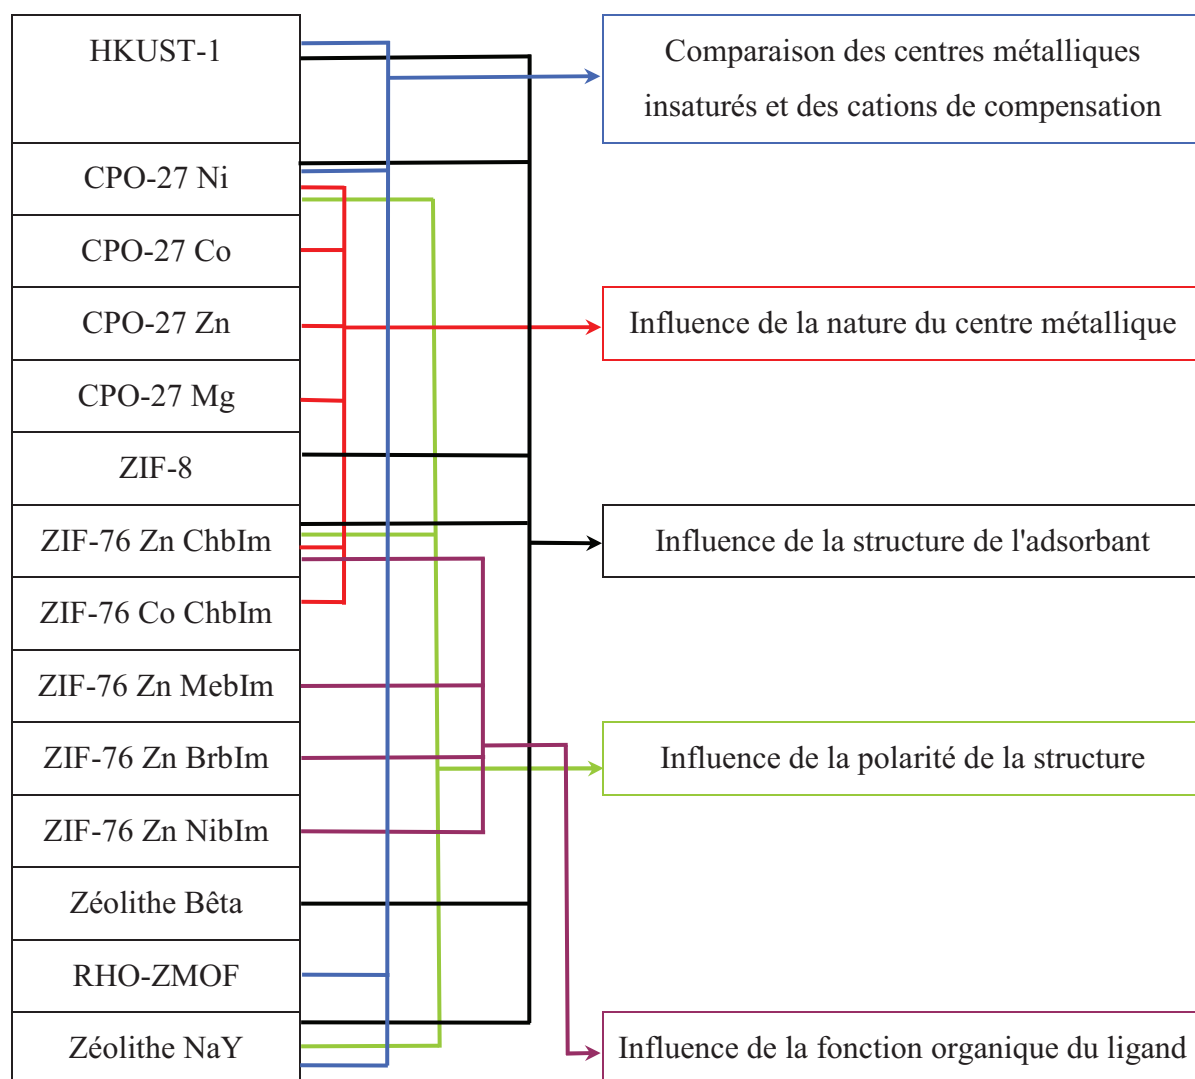 HKUST-1
CPO-27 Ni
CPO-27 Co
CPO-27 Zn
CPO-27 Mg
ZIF-8
ZIF-76 Zn ChbIm
ZIF-76 Co ChbIm
ZIF-76 Zn MebIm
ZIF-76 Zn BrbIm
ZIF-76 Zn NibIm
Zéolithe Bêta
RHO-ZMOF
Zéolithe NaY
Comparaison des centres métalliques
insaturés et des cations de compensation
Influence de la nature du centre métallique
Influence de la structure de l'adsorbant
Influence de la polarité de la structure
Influence de la fonction organique du ligand